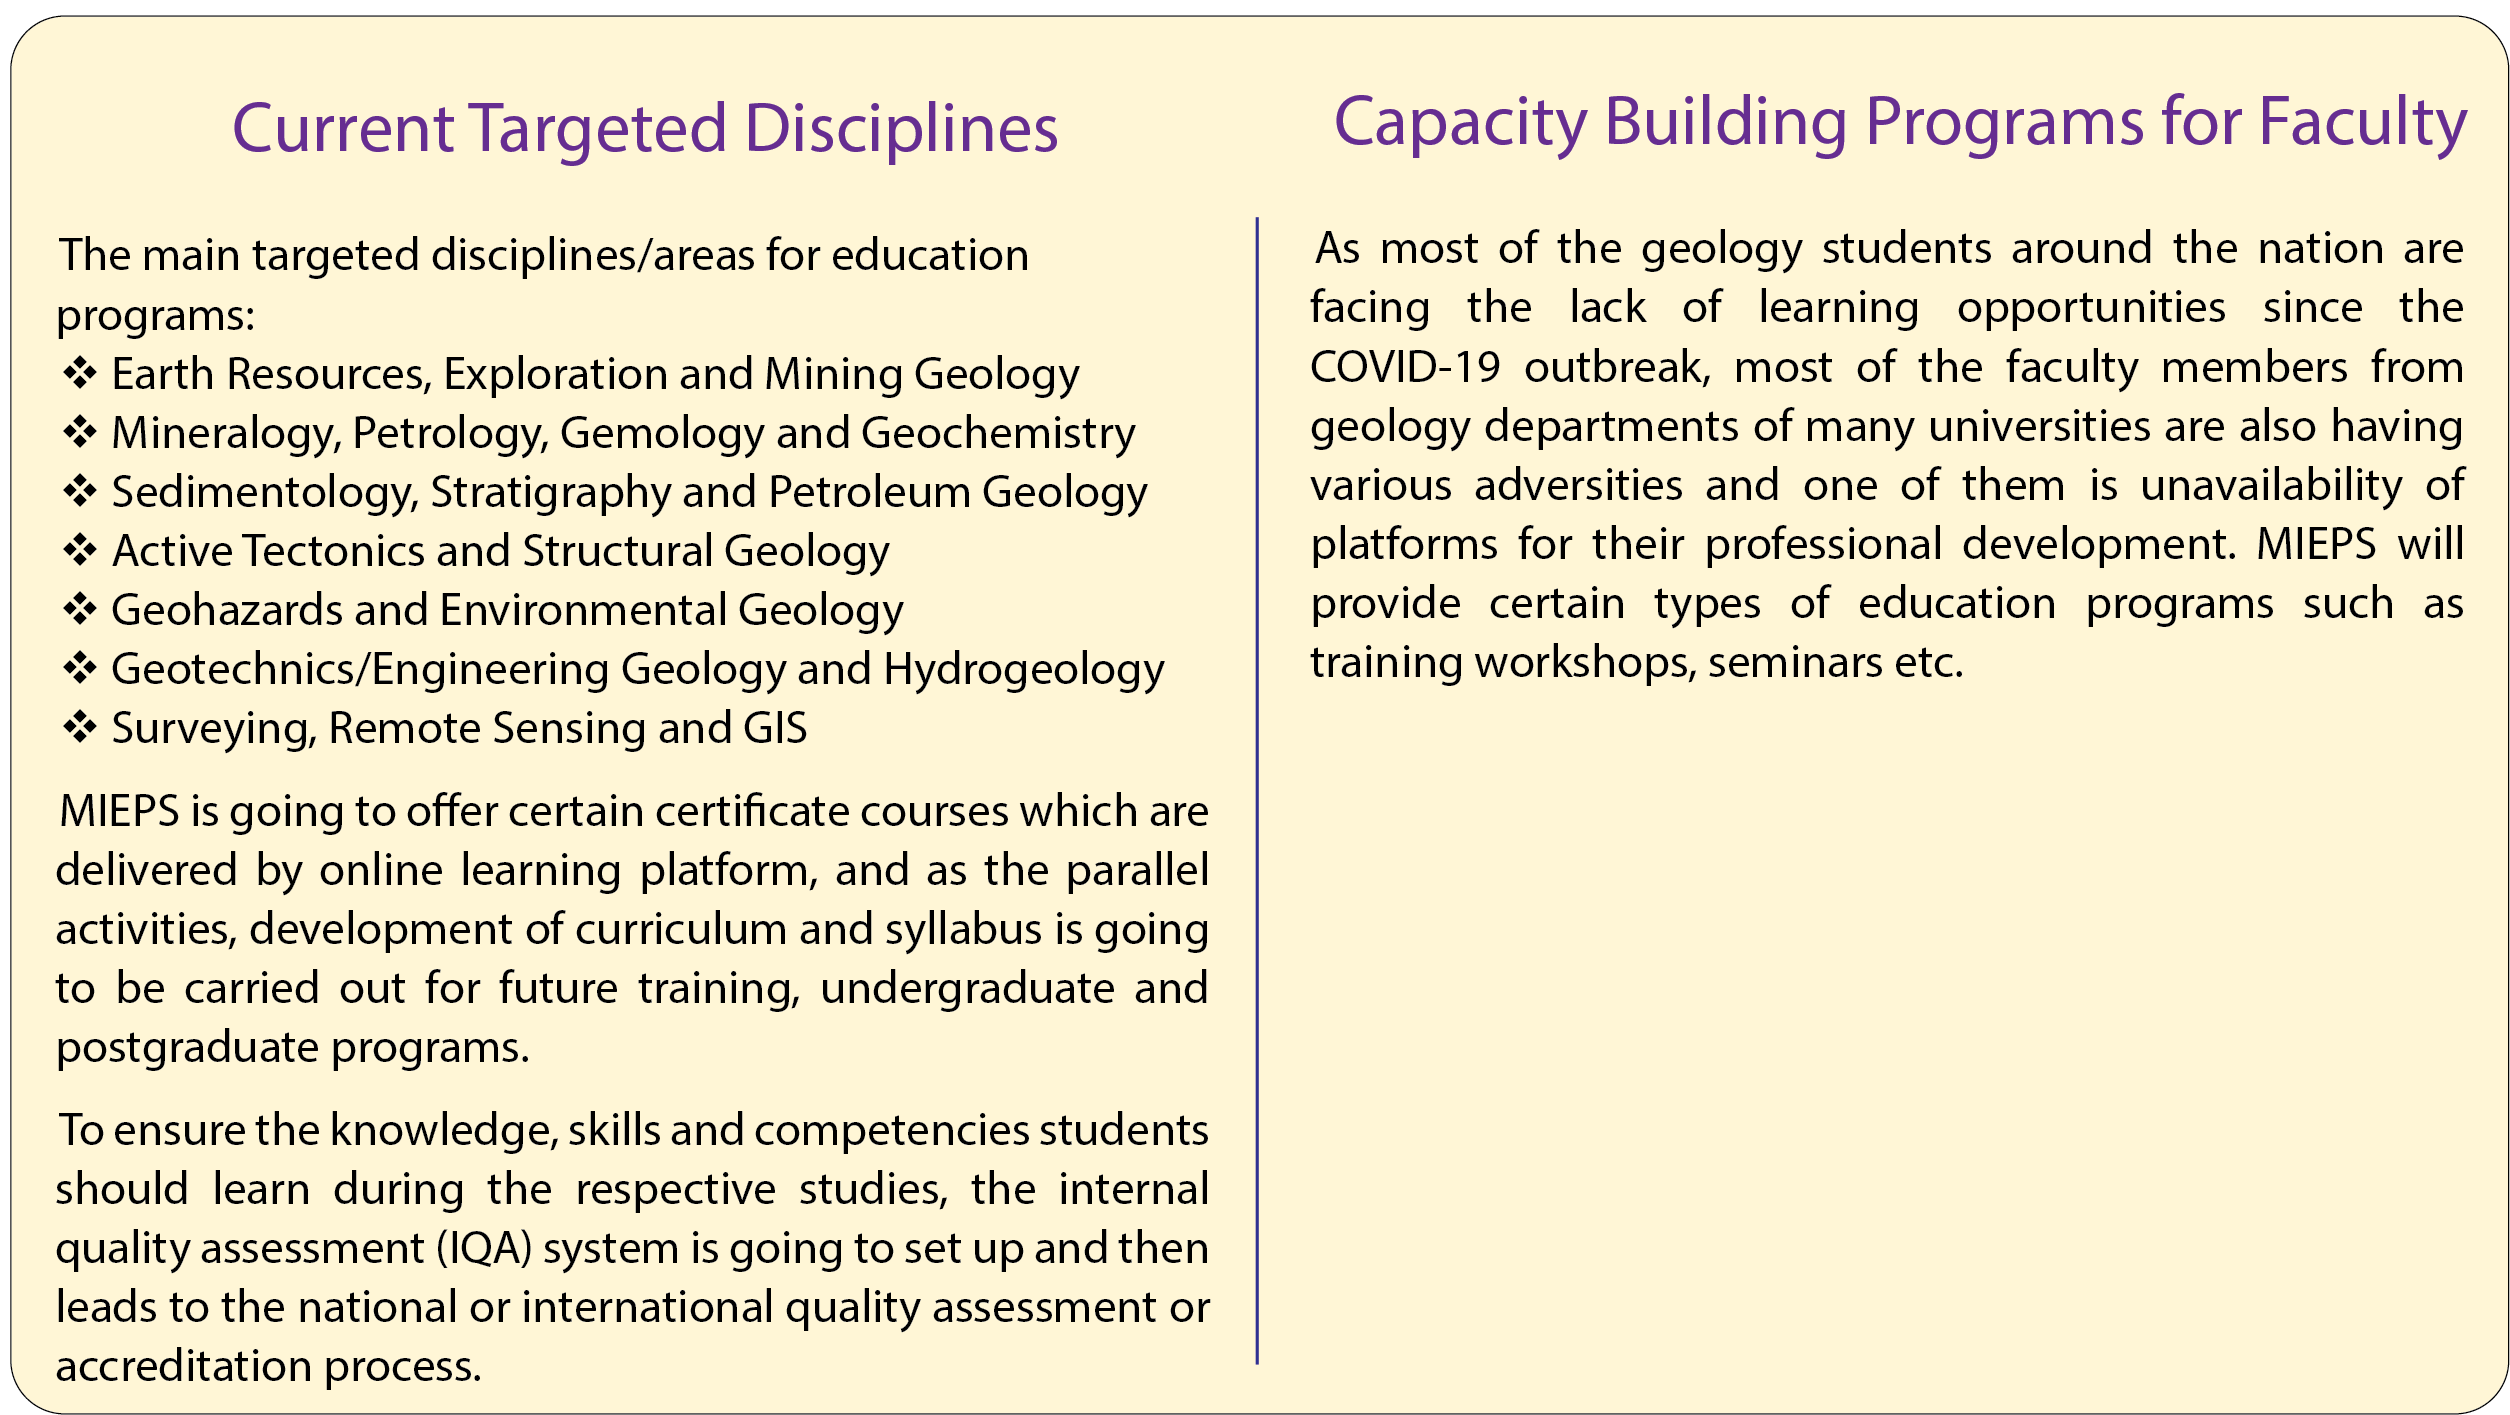 Current Targeted Disciplines
The main targeted disciplines/areas for education
programs:
❖ Earth Resources, Exploration and Mining Geology
❖ Mineralogy, Petrology, Gemology and Geochemistry
❖ Sedimentology, Stratigraphy and Petroleum Geology
❖ Active Tectonics and Structural Geology
❖ Geohazards and Environmental Geology
❖ Geotechnics/Engineering Geology and Hydrogeology
❖ Surveying, Remote Sensing and GIS
MIEPS is going to offer certain certificate courses which are
delivered by online learning platform, and as the parallel
activities, development of curriculum and syllabus is going
to be carried out for future training, undergraduate and
postgraduate programs.
To ensure the knowledge, skills and competencies students
should learn during the respective studies, the internal
quality assessment (IQA) system is going to set up and then
leads to the national or international quality assessment or
accreditation process.
Capacity Building Programs for Faculty
As most of the geology students around the nation are
facing the lack of learning opportunities since the
COVID-19 outbreak, most of the faculty members from
geology departments of many universities are also having
various adversities and one of them is unavailability of
platforms for their professional development. MIEPS will
provide certain types of education programs such as
training workshops, seminars etc.